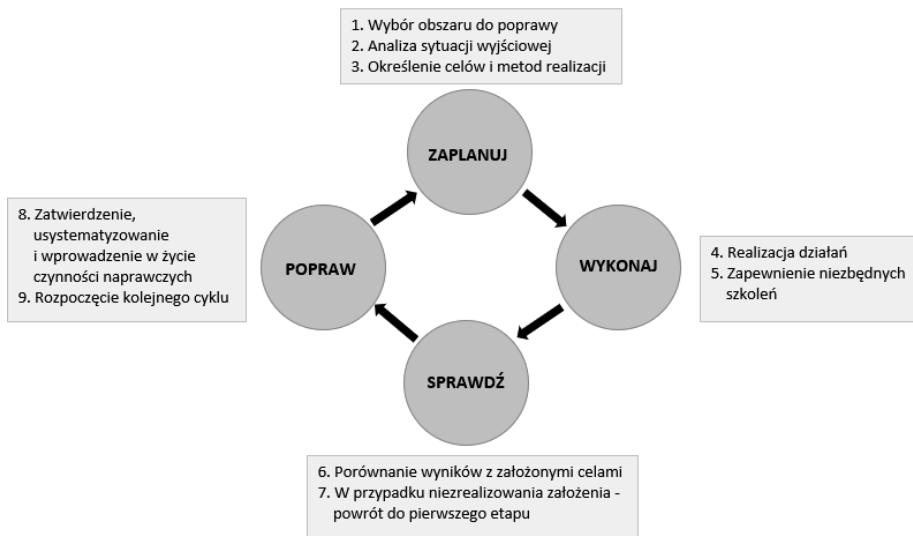 1. Wybór obszaru do poprawy
2. Analiza sytuacji wyjściowej
3. Określenie celów i metod realizacji
ZAPLANUJ
8. Zatwierdzenie,
usystematyzowanie
i wprowadzenie w życie
czynności naprawczych
9. Rozpoczęcie kolejnego cyklu
POPRAW
WYKONAJ
4. Realizacja działań
5. Zapewnienie niezbędnych
szkoleń
SPRAWDŹ
6. Porównanie wyników z założonymi celami
7. W przypadku niezrealizowania założenia -
powrót do pierwszego etapu